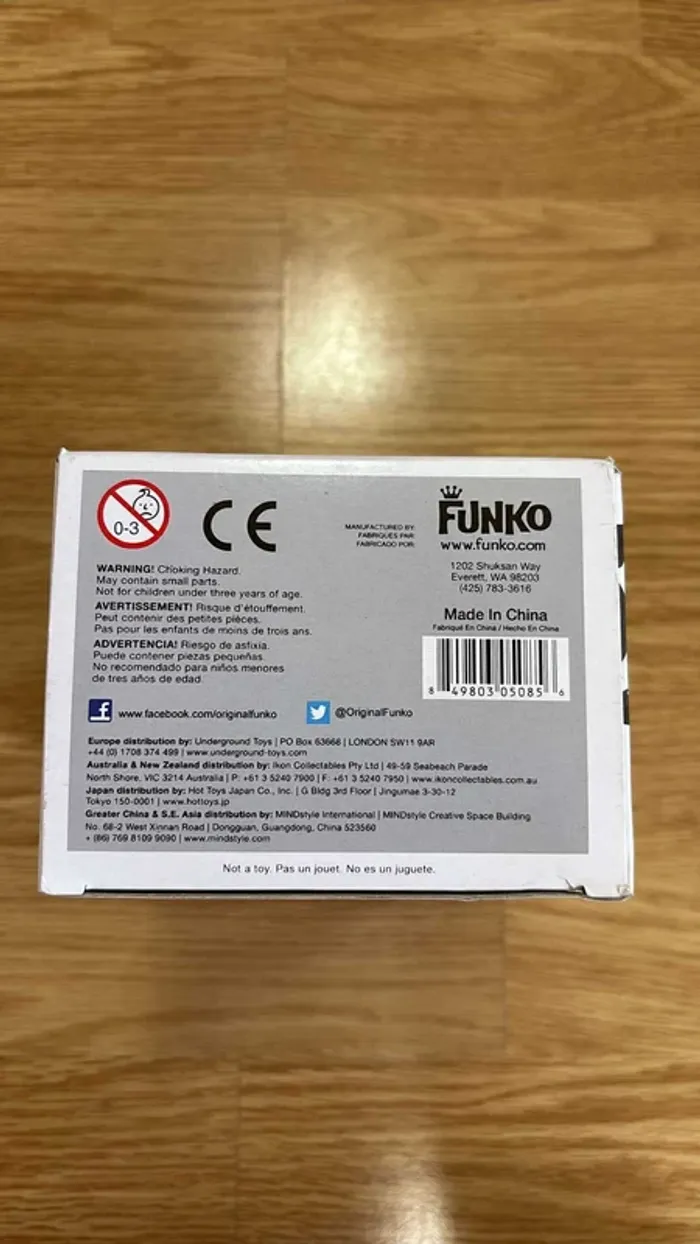 0-3
CE
MANUFACTURED BY:
FABRIQUES PAR:
FABRICADO POR:
FUNKO
www.funko.com
1202 Shuksan Way
Everett, WA 98203
(425) 783-3616
WARNING! Choking Hazard.
May contain small parts.
Not for children under three years of age.
AVERTISSEMENT! Risque d'étouffement.
Peut contenir des petites pièces.
Pas pour les enfants de moins de trois ans.
ADVERTENCIA! Riesgo de asfixia.
Puede contener piezas pequeñas.
No recomendado para niños menores
de tres años de edad.
Made In China
Fabriqué En China / Hecho En China
8 49803 05085 6
www.facebook.com/originalfunko
@OriginalFunko
Europe distribution by: Underground Toys | PO Box 63666 | LONDON SW11 9AR
+44 (0) 1708 374 499 | www.underground-toys.com
Australia & New Zealand distribution by: Ikon Collectables Pty Ltd | 49-59 Seabeach Parade
North Shore, VIC 3214 Australia | P: +61 3 5240 7900 | F: +61 3 5240 7950 | www.ikoncollectables.com.au
Japan distribution by: Hot Toys Japan Co., Inc. | G Bldg 3rd Floor | Jingumae 3-30-12
Tokyo 150-0001 | www.hottoys.jp
Greater China & S.E. Asia distribution by: MINDstyle International | MINDstyle Creative Space Building
No. 68-2 West Xinnan Road | Dongguan, Guangdong, China 523560
+ (86) 769 8109 9090 | www.mindstyle.com
Not a toy. Pas un jouet. No es un juguete.